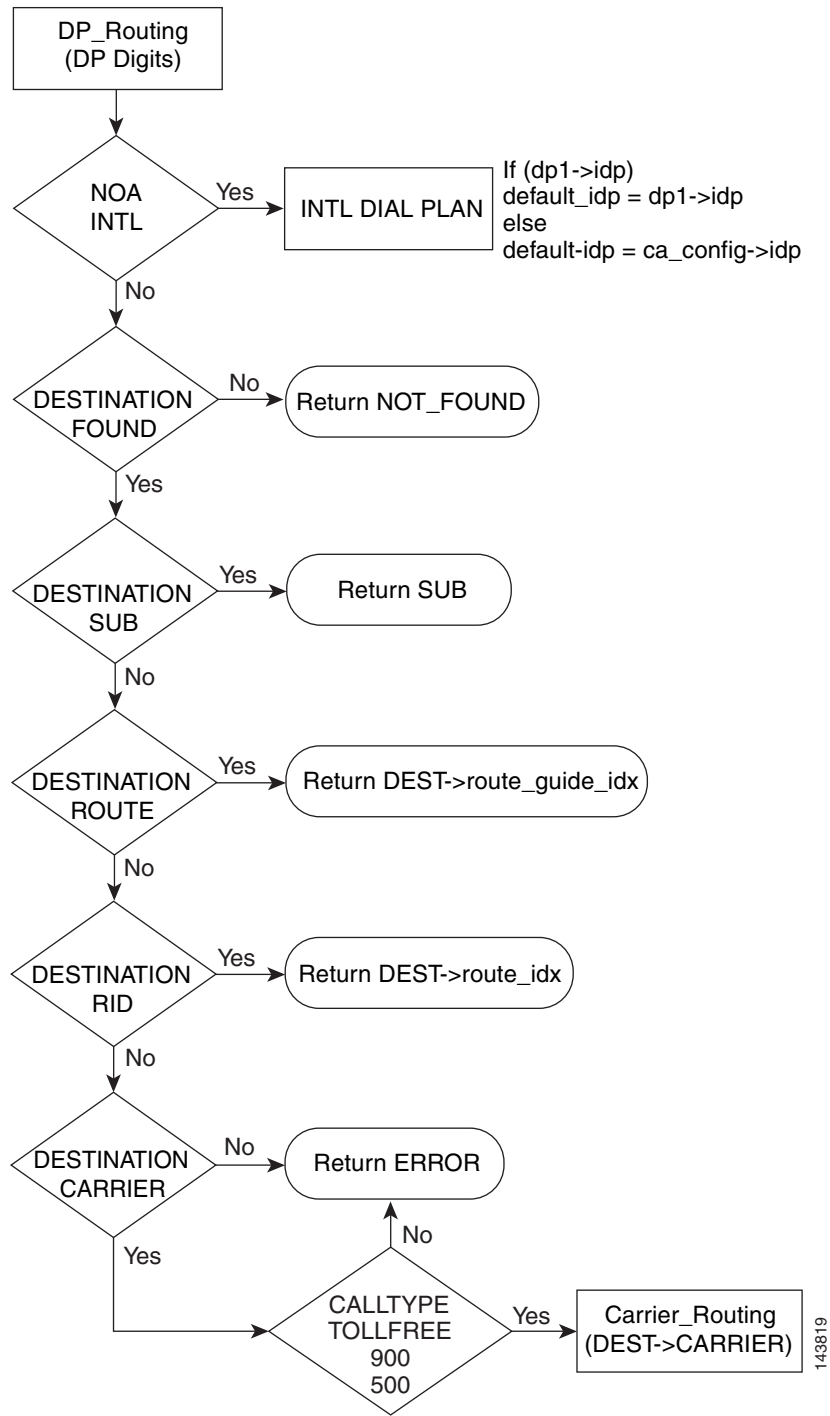 DP_Routing
(DP Digits)
NOA
INTL
Yes
INTL DIAL PLAN
If (dp1->idp)
default_idp = dp1->idp
else
default-idp = ca_config->idp
No
DESTINATION
FOUND
No
Return NOT_FOUND
Yes
DESTINATION
SUB
Yes
Return SUB
No
DESTINATION
ROUTE
Yes
Return DEST->route_guide_idx
No
DESTINATION
RID
Yes
Return DEST->route_idx
No
DESTINATION
CARRIER
No
Return ERROR
Yes
No
CALLTYPE
TOLLFREE
900
500
Yes
Carrier_Routing
(DEST->CARRIER)
143819